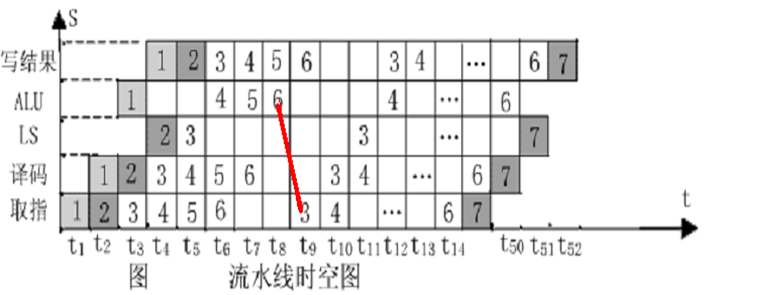 S
写结果 1 2 3 4 5 6 3 4 … 6 7
ALU 1 4 5 6 4 … 6
LS 2 3 3 … 7
译码 1 2 3 4 5 6 3 4 … 6 7
取指 1 2 3 4 5 6 3 4 … 6 7
t
t1 t2 t3 t4 t5 t6 t7 t8 t9 t10 t11 t12 t13 t14 t50 t51 t52
图 流水线时空图